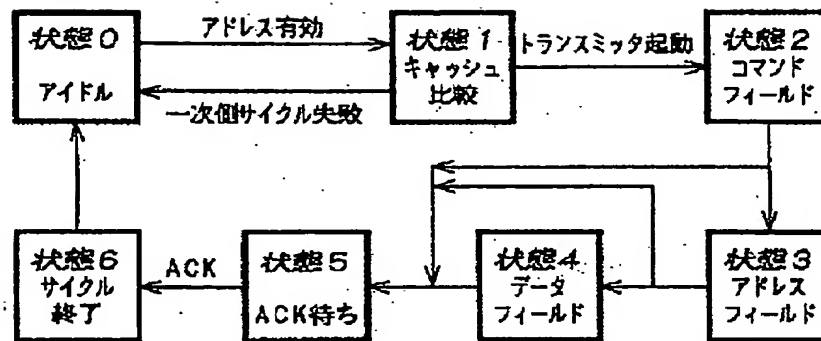 状態0
アイドル
アドレス有効
一次側サイクル失敗
状態1
キャッシュ
比較
トランスミッタ起動
状態2
コマンド
フィールド
状態3
アドレス
フィールド
状態4
データ
フィールド
状態5
ACK待ち
ACK
状態6
サイクル
終了